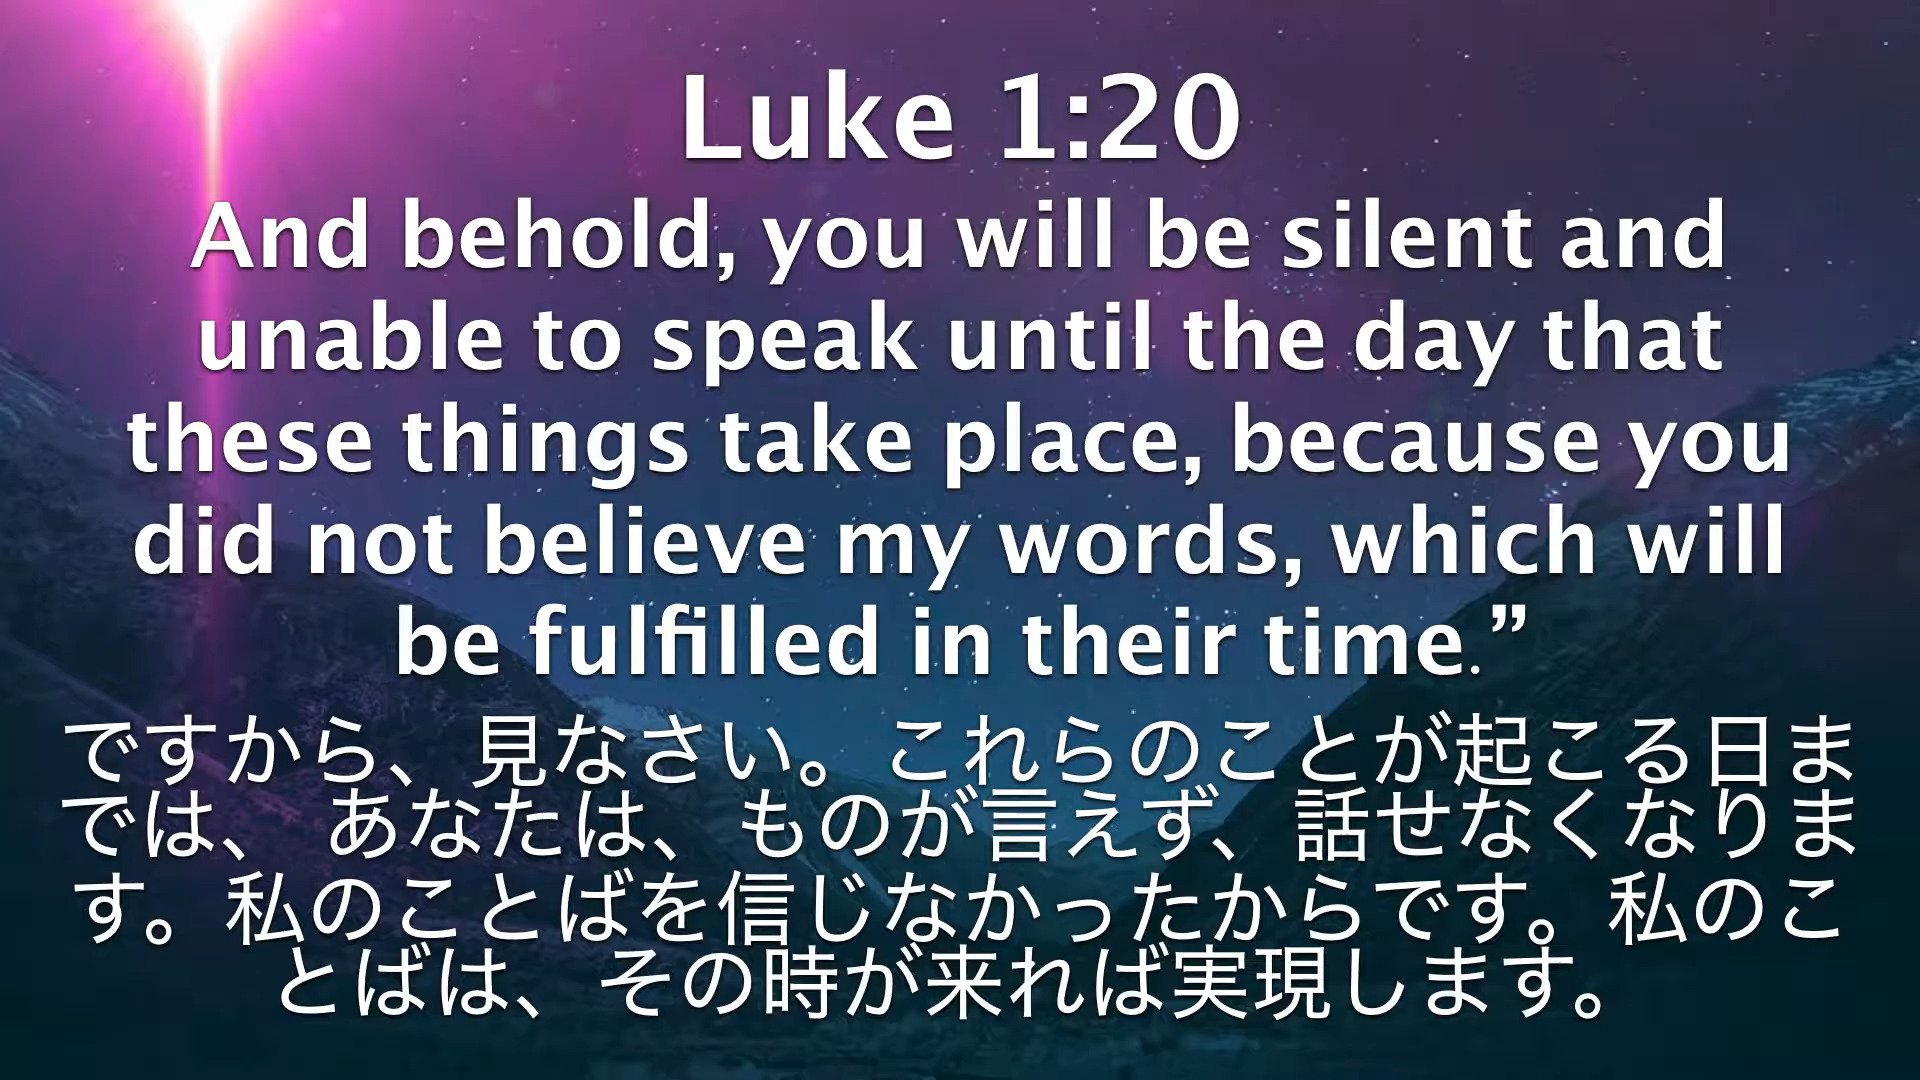 Luke 1:20
And behold, you will be silent and
unable to speak until the day that
these things take place, because you
did not believe my words, which will
be fulfilled in their time.”
ですから、見なさい。これらのことが起こる日ま
では、 あなたは、ものが言えず、話せなくなりま
す。私のことばを信じなかったからです。私のこ
とばは、その時が来れば実現します。